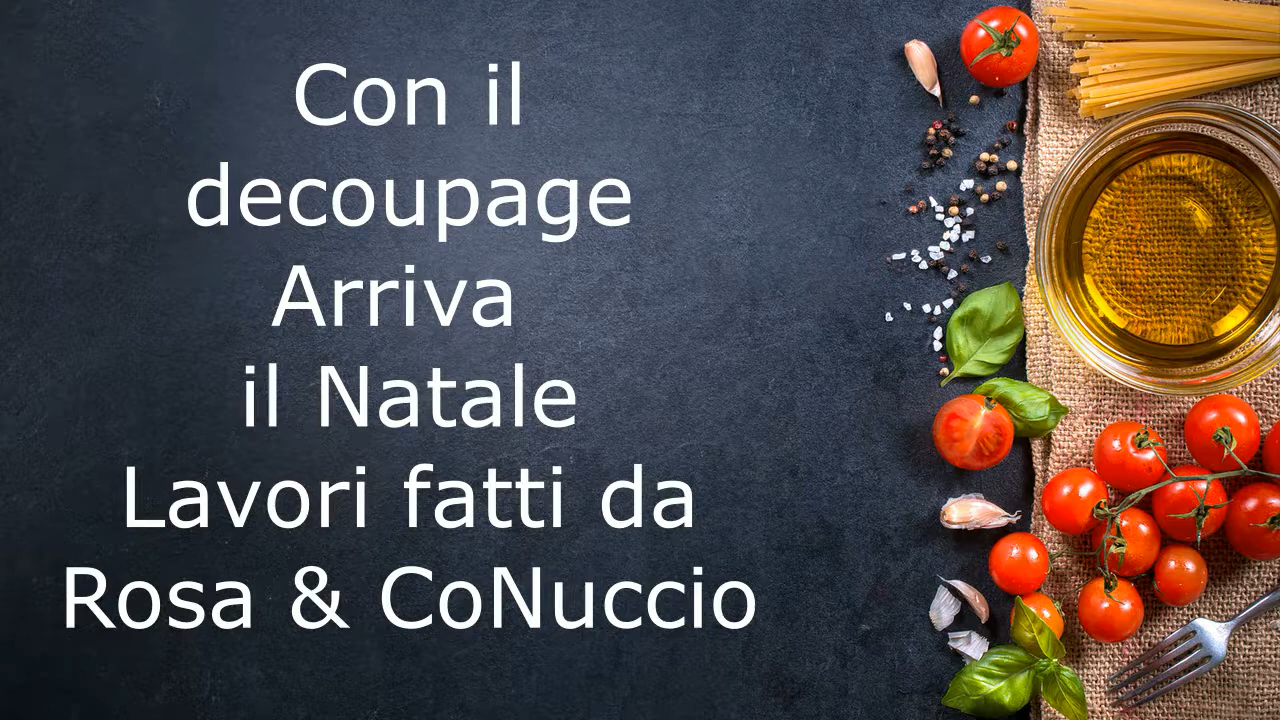 Con il
decoupage
Arriva
il Natale
Lavori fatti da
Rosa & CoNuccio